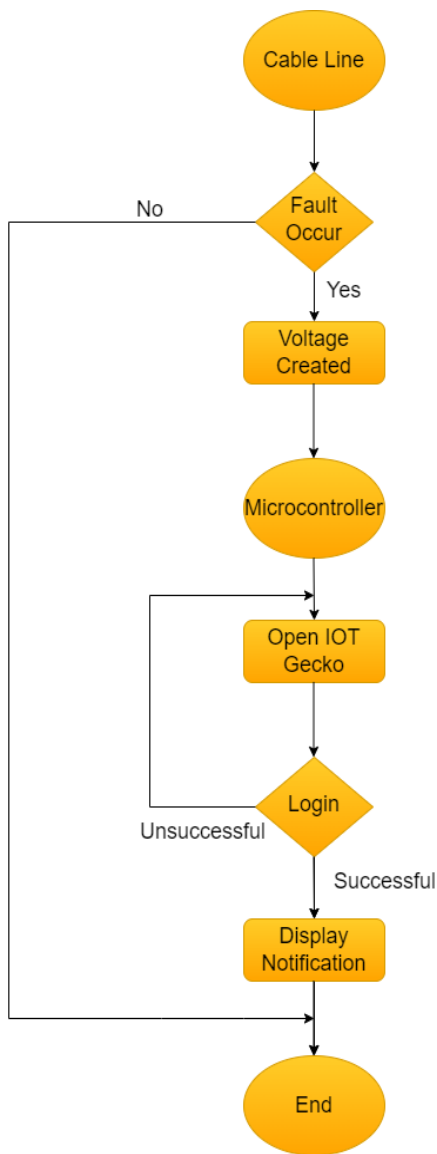 Cable Line
Fault
Occur
No
Yes
Voltage
Created
Microcontroller
Open IOT
Gecko
Login
Unsuccessful
Successful
Display
Notification
End